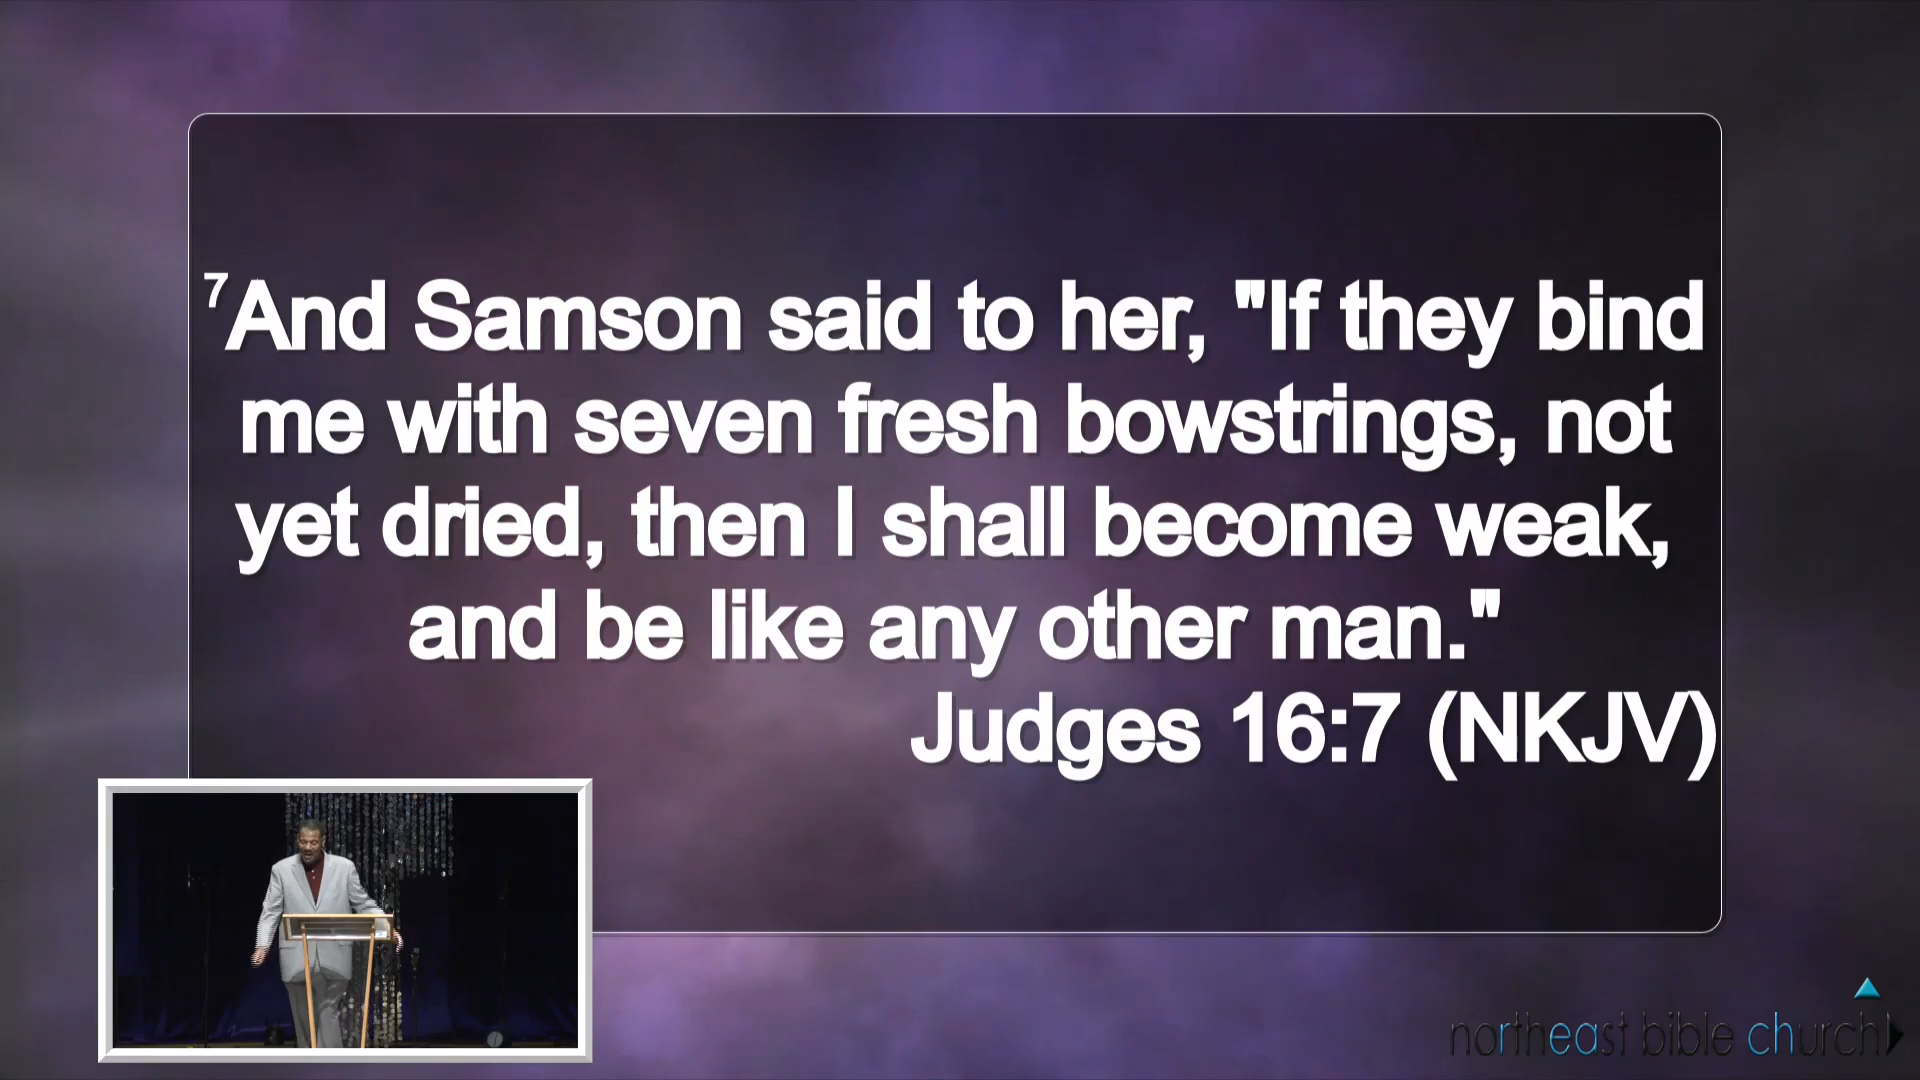 7And Samson said to her, "If they bind
me with seven fresh bowstrings, not
yet dried, then I shall become weak,
and be like any other man."
Judges 16:7 (NKJV)
northeast bible church